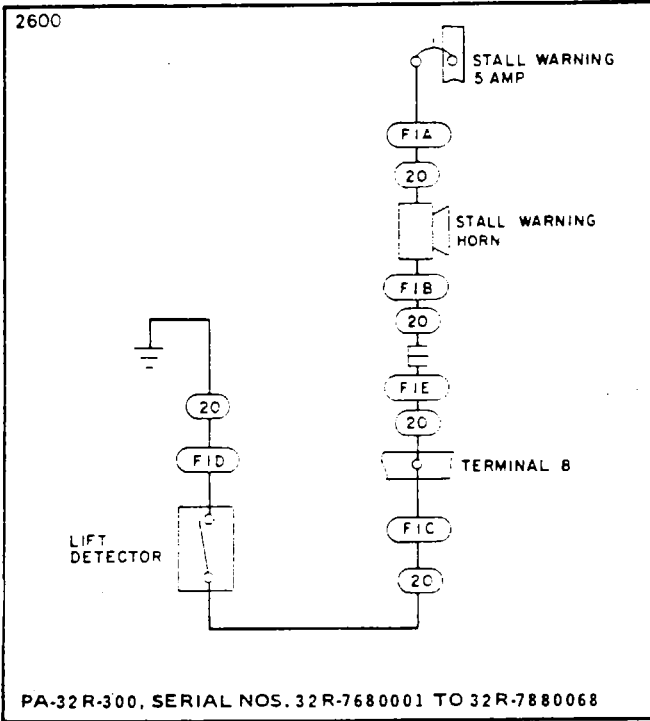 2600
STALL WARNING
5 AMP
F1A
20
STALL WARNING
HORN
F1B
20
F1E
20
20
F1D
TERMINAL 8
F1C
20
LIFT
DETECTOR
PA-32R-300, SERIAL NOS. 32R-7680001 TO 32R-7880068